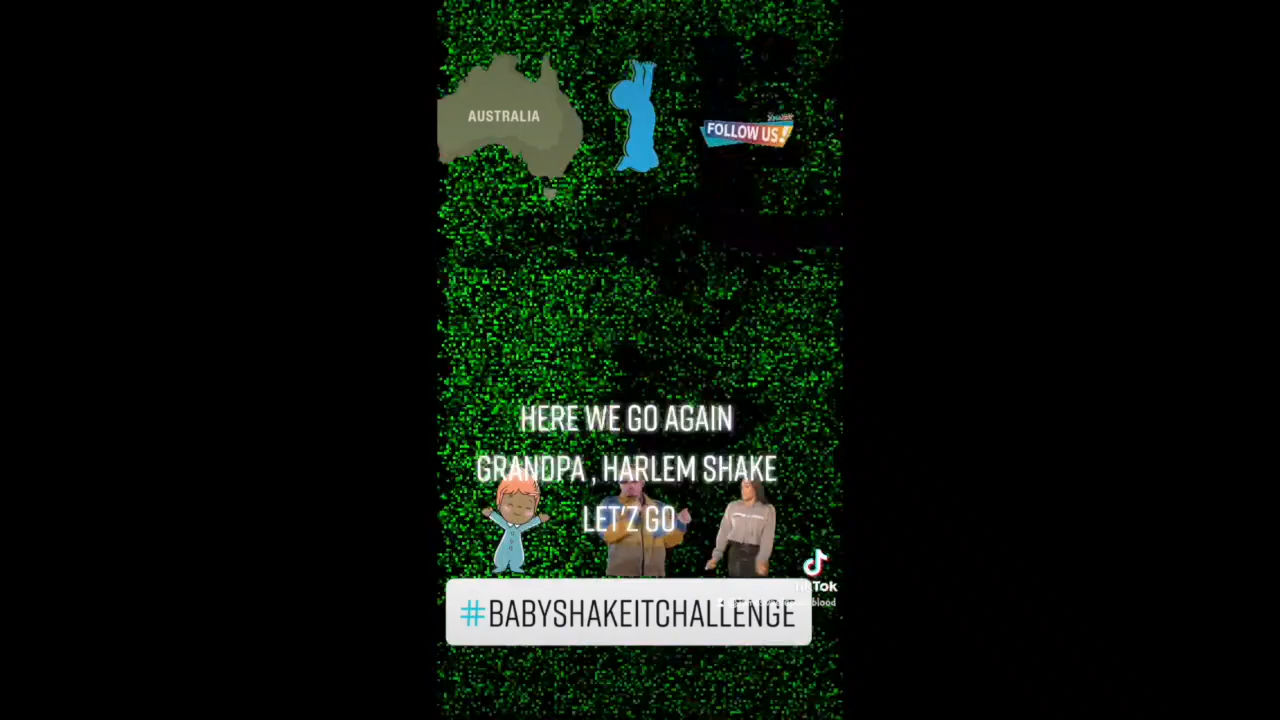 AUSTRALIA
FOLLOW US!
HERE WE GO AGAIN
GRANDPA , HARLEM SHAKE
LET'Z GO
TikTok
#BABYSHAKEITCHALLENGE